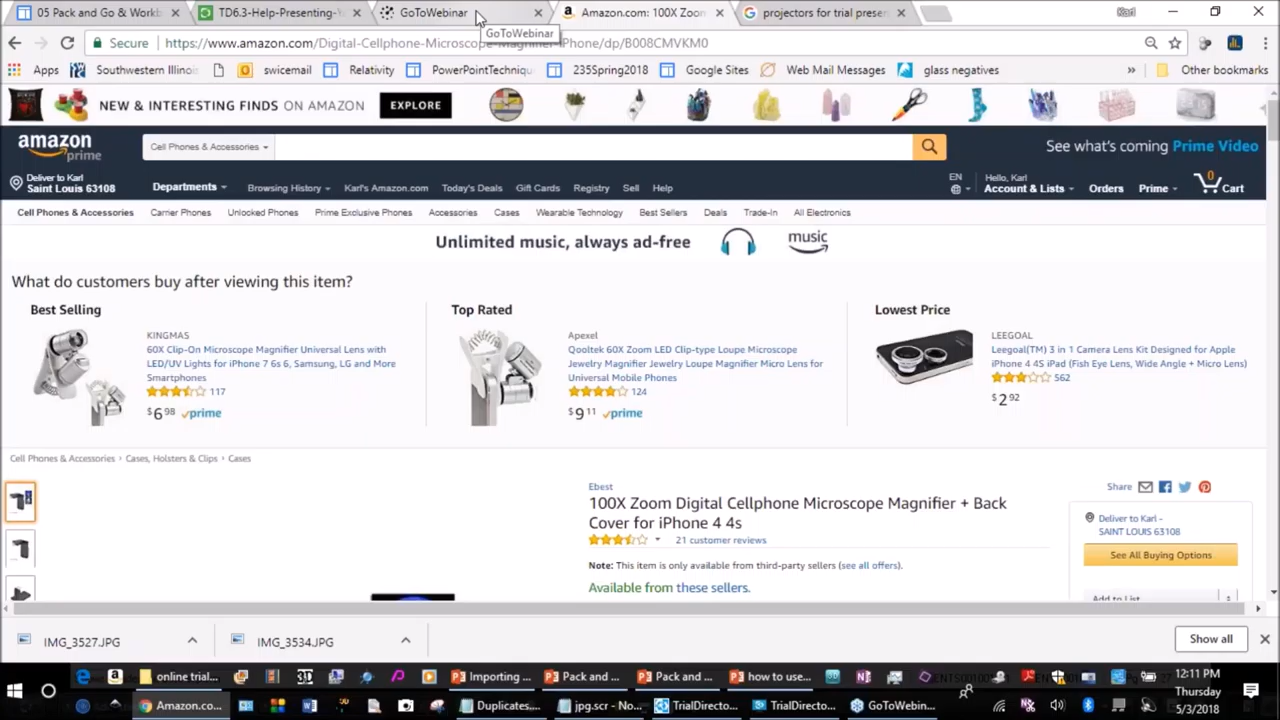 05 Pack and Go & Workb
TD6.3-Help-Presenting-Y
GoToWebinar
Amazon.com: 100X Zoom
projectors for trial presen
Karl
GoToWebinar
Secure
https://www.amazon.com/Digital-Cellphone-Microscope-Magnifier-iPhone/dp/B008CMVKM0
Apps
Southwestern Illinoi
swicemail
Relativity
PowerPointTechniqu
235Spring2018
Google Sites
Web Mail Messages
glass negatives
»
Other bookmarks
NEW & INTERESTING FINDS ON AMAZON
EXPLORE
amazon
prime
Cell Phones & Accessories
See what's coming Prime Video
Deliver to Karl
Saint Louis 63108
Departments
Browsing History
Karl's Amazon.com
Today's Deals
Gift Cards
Registry
Sell
Help
EN
Hello, Karl
Account & Lists
Orders
Prime
0
Cart
Cell Phones & Accessories
Carrier Phones
Unlocked Phones
Prime Exclusive Phones
Accessories
Cases
Wearable Technology
Best Sellers
Deals
Trade-In
All Electronics
Unlimited music, always ad-free
music
What do customers buy after viewing this item?
Best Selling
KINGMAS
60X Clip-On Microscope Magnifier Universal Lens with
LED/UV Lights for iPhone 7 6s 6, Samsung, LG and More
Smartphones
117
$6 98 prime
Top Rated
Apexel
Qooltek 60X Zoom LED Clip-type Loupe Microscope
Jewelry Magnifier Jewelry Loupe Magnifier Micro Lens for
Universal Mobile Phones
124
$9 11 prime
Lowest Price
LEEGOAL
Leegoal(TM) 3 in 1 Camera Lens Kit Designed for Apple
iPhone 4 4S iPad (Fish Eye Lens, Wide Angle + Micro Lens)
562
$2 92
Cell Phones & Accessories › Cases, Holsters & Clips › Cases
Ebest
100X Zoom Digital Cellphone Microscope Magnifier + Back
Cover for iPhone 4 4s
21 customer reviews
Note: This item is only available from third-party sellers (see all offers).
Available from these sellers.
Share
Deliver to Karl -
SAINT LOUIS 63108
See All Buying Options
Add to List
IMG_3527.JPG
IMG_3534.JPG
Show all
online trial...
Importing ...
Pack and ...
Pack and ...
how to use...
12:11 PM
Thursday
5/3/2018
Amazon.co...
Duplicates....
jpg.scr - No...
TrialDirecto...
TrialDirecto...
GoToWebin...